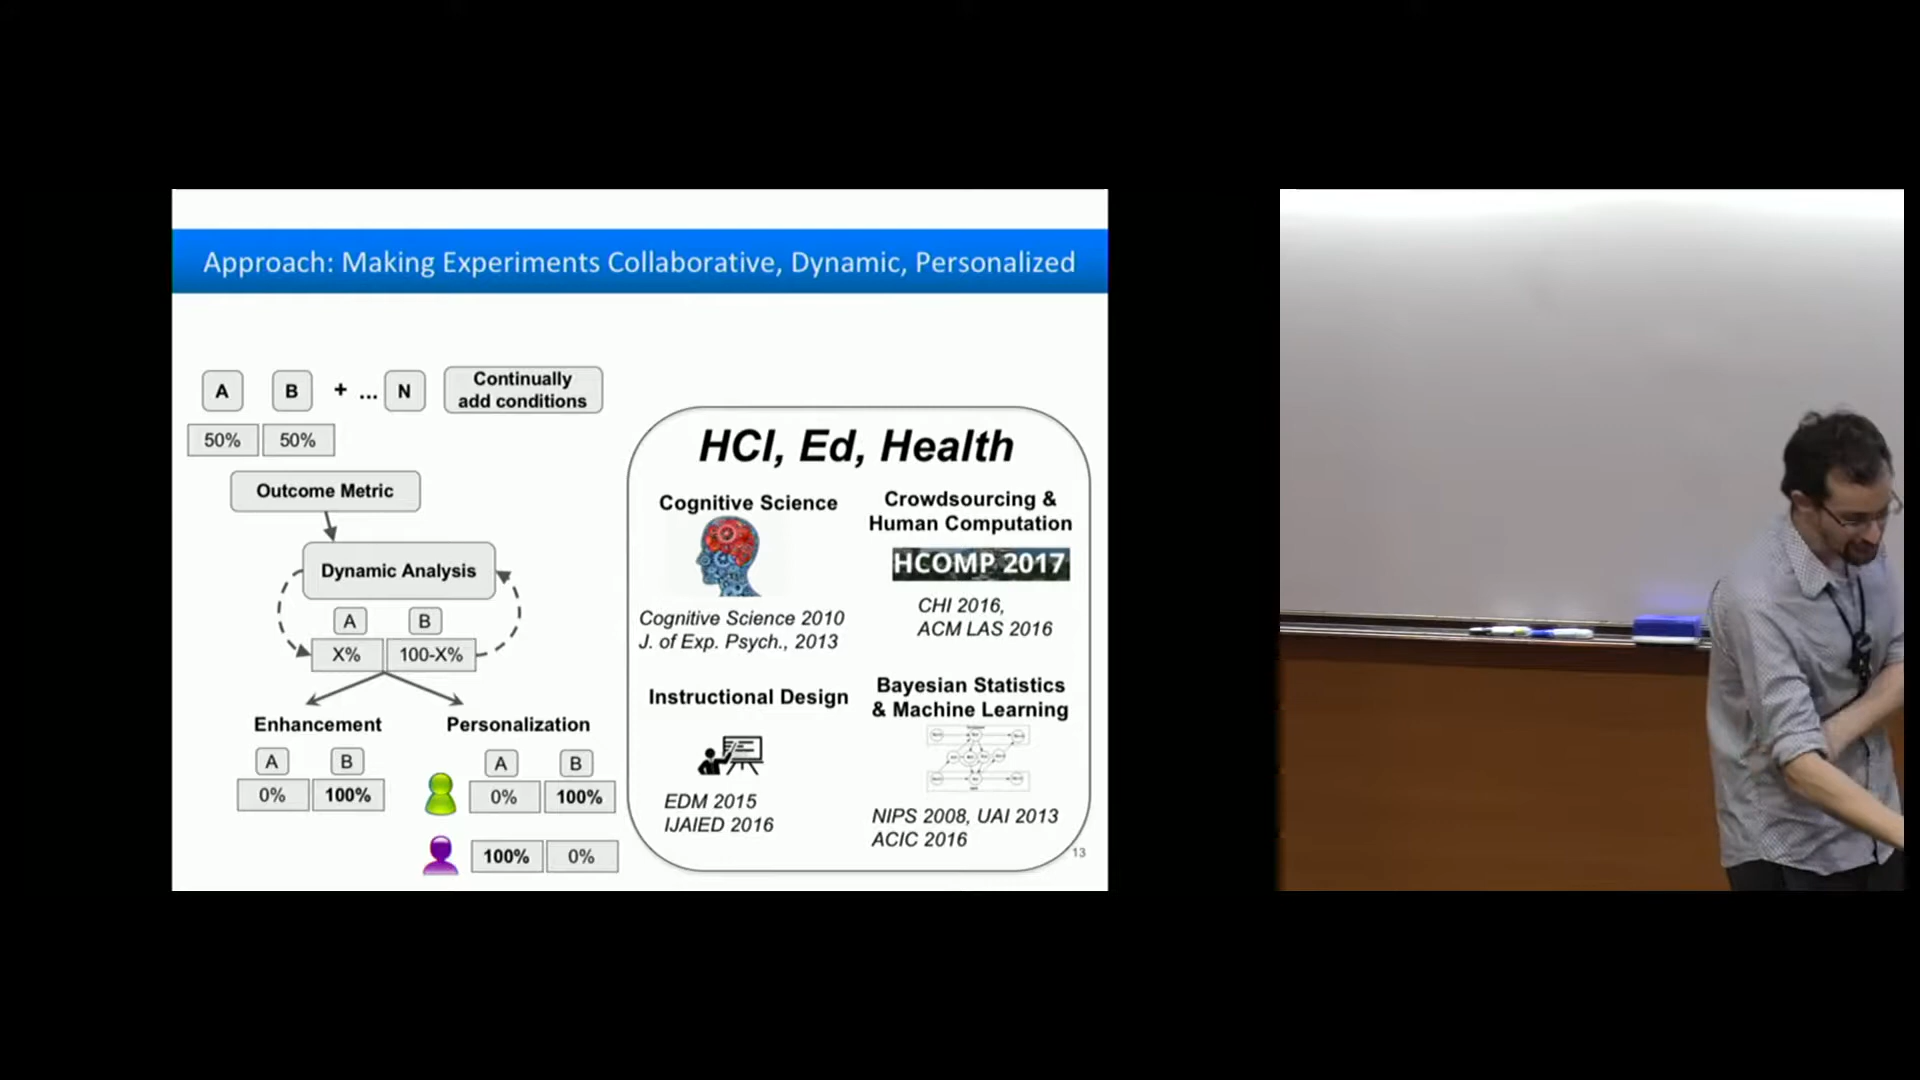 Approach: Making Experiments Collaborative, Dynamic, Personalized
A B + ... N
Continually
add conditions
50% 50%
Outcome Metric
Dynamic Analysis
A B
X% 100-X%
Enhancement
A B
0% 100%
Personalization
A B
0% 100%
100% 0%
HCI, Ed, Health
Cognitive Science
Cognitive Science 2010
J. of Exp. Psych., 2013
Crowdsourcing &
Human Computation
HCOMP 2017
CHI 2016,
ACM LAS 2016
Instructional Design
EDM 2015
IJAIED 2016
Bayesian Statistics
& Machine Learning
NIPS 2008, UAI 2013
ACIC 2016
13